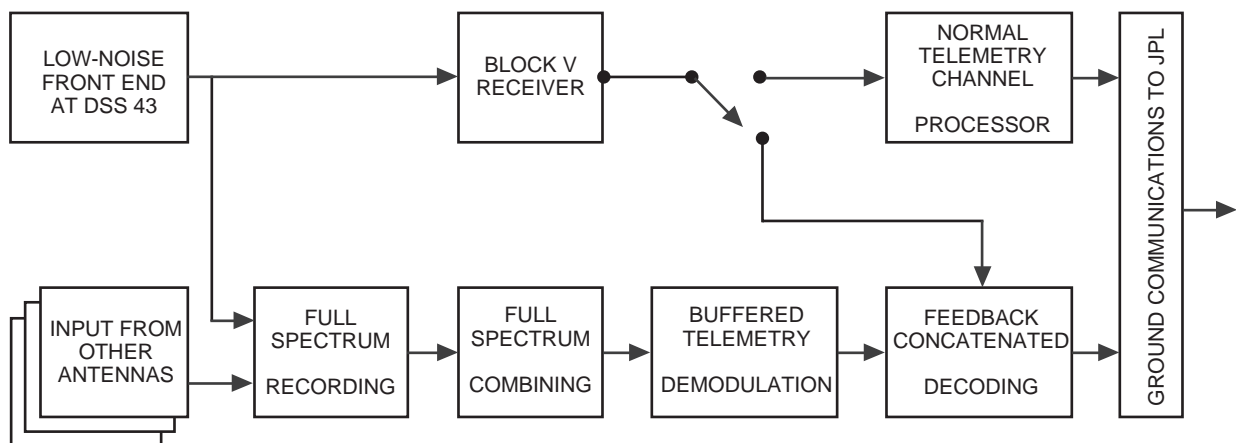 LOW-NOISE
FRONT END
AT DSS 43
BLOCK V
RECEIVER
NORMAL
TELEMETRY
CHANNEL
PROCESSOR
GROUND COMMUNICATIONS TO JPL
INPUT FROM
OTHER
ANTENNAS
FULL
SPECTRUM
RECORDING
FULL
SPECTRUM
COMBINING
BUFFERED
TELEMETRY
DEMODULATION
FEEDBACK
CONCATENATED
DECODING